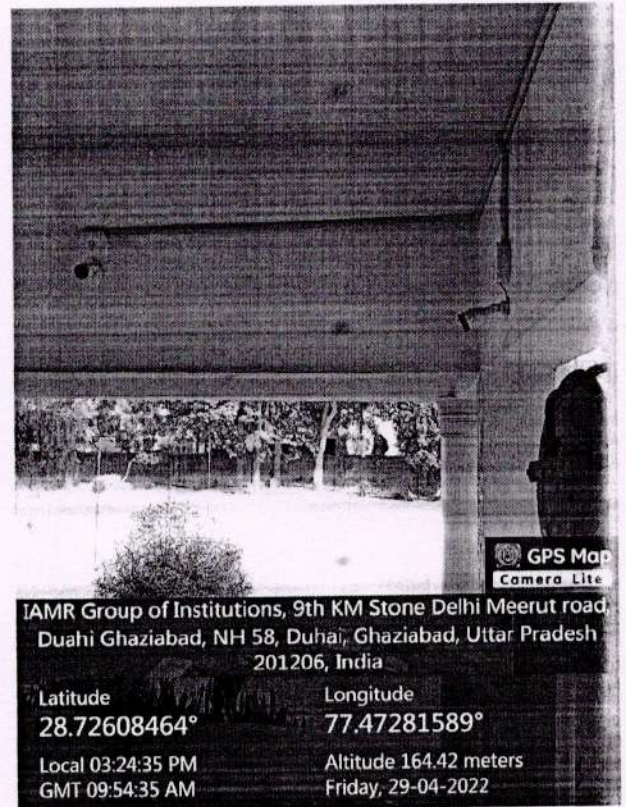 GPS Map
Camera Lite
IAMR Group of Institutions, 9th KM Stone Delhi Meerut road,
Duahi Ghaziabad, NH 58, Duhai, Ghaziabad, Uttar Pradesh
201206, India
Latitude
28.72608464°
Longitude
77.47281589°
Local 03:24:35 PM
GMT 09:54:35 AM
Altitude 164.42 meters
Friday, 29-04-2022